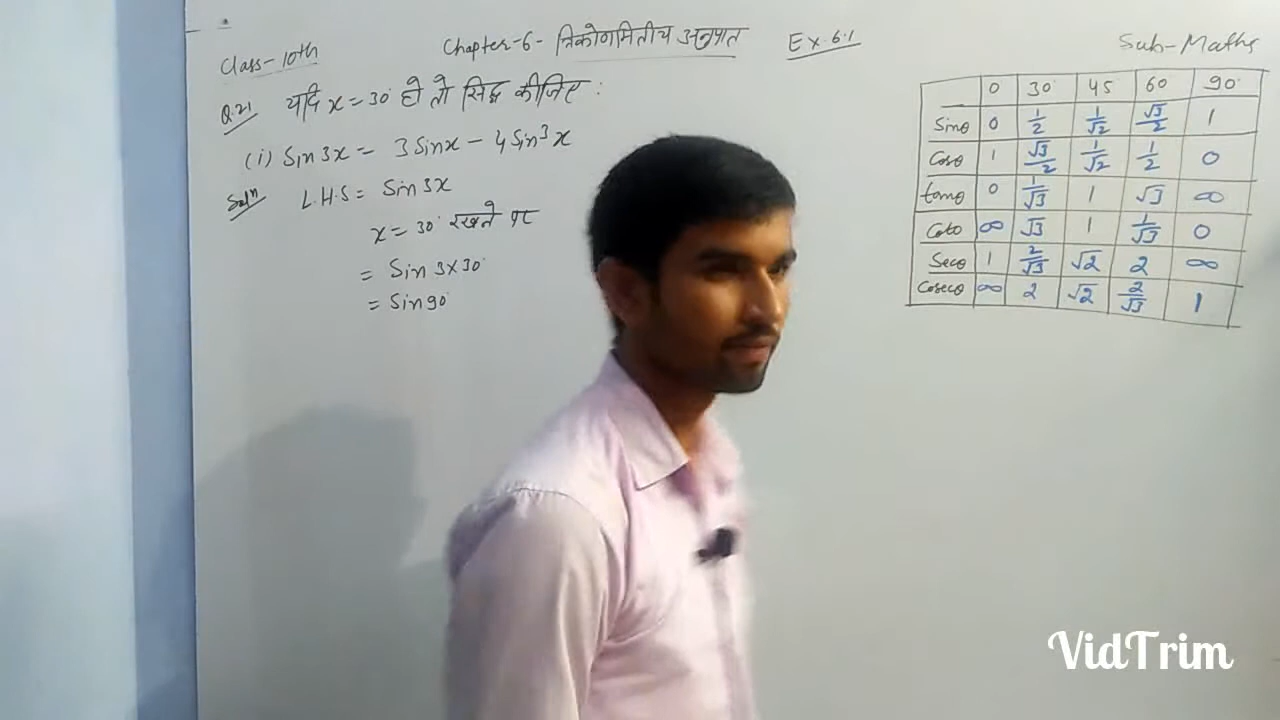 Class-10th Chapter-6- त्रिकोणमितीय अनुपात Ex. 6.1 Sub-Maths
Q.21 यदि x = 30° हो तो सिद्ध कीजिए :
(i) Sin 3x = 3 Sin x - 4 Sin³ x
Solⁿ L.H.S = Sin 3x
x = 30° रखने पर
= Sin 3×30°
= Sin 90°
0 30° 45 60 90°
Sinθ 0 1/2 1/√2 √3/2 1
Cosθ 1 √3/2 1/√2 1/2 0
tanθ 0 1/√3 1 √3 ∞
Cotθ ∞ √3 1 1/√3 0
Secθ 1 2/√3 √2 2 ∞
Cosecθ ∞ 2 √2 2/√3 1
VidTrim